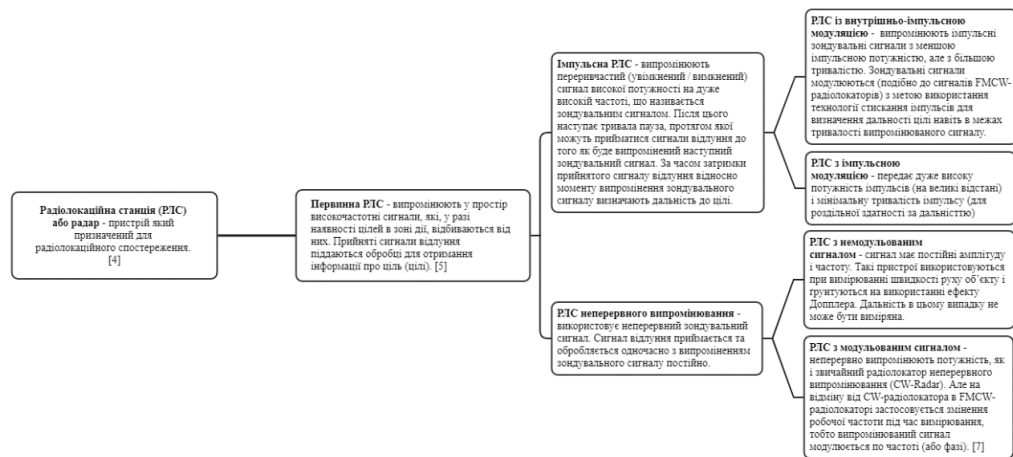 Радіолокаційна станція (РЛС)
або радар - пристрій який
призначений для
радіолокаційного спостереження.
[4]
Первинна РЛС - випромінюють у простір
високочастотні сигнали, які, у разі
наявності цілей в зоні дії, відбиваються від
них. Прийняті сигнали відлуння
піддаються обробці для отримання
інформації про ціль (цілі). [5]
Імпульсна РЛС - випромінюють
переривчастий (увімкнений / вимкнений)
сигнал високої потужності на дуже
високій частоті, що називається
зондувальним сигналом. Після цього
наступає тривала пауза, протягом якої
можуть прийматися сигнали відлуння до
того як буде випромінений наступний
зондувальний сигнал. За часом затримки
прийнятого сигналу відлуння відносно
моменту випромінення зондувального
сигналу визначають дальність до цілі.
РЛС неперервного випромінювання -
використовує неперервний зондувальний
сигнал. Сигнал відлуння приймається та
обробляється одночасно з випроміненням
зондувального сигналу постійно.
РЛС із внутрішньо-імпульсною
модуляцією - випромінюють імпульсні
зондувальні сигнали з меншою
імпульсною потужністю, але з більшою
тривалістю. Зондувальні сигнали
модулюються (подібно до сигналів FMCW-
радіолокаторів) з метою використання
технології стискання імпульсів для
визначення дальності цілі навіть в межах
тривалості випромінюваного сигналу.
РЛС з імпульсною
модуляцією - передає дуже високу
потужність імпульсів (на великі відстані)
і мінімальну тривалість імпульсу (для
роздільної здатності за дальністтю)
РЛС з немодульованим
сигналом - сигнал має постійні амплітуду
і частоту. Такі пристрої використовуються
при вимірюванні швидкості руху об’єкту і
ґрунтуються на використанні ефекту
Допплера. Дальність в цьому випадку не
може бути виміряна.
РЛС з модульованим сигналом -
неперервно випромінюють потужність, як
і звичайний радіолокатор неперервного
випромінювання (CW-Radar). Але на
відміну від CW-радіолокатора в FMCW-
радіолокаторі застосовується змінення
робочої частоти під час вимірювання,
тобто випромінюваний сигнал
модулюється по частоті (або фазі). [7]